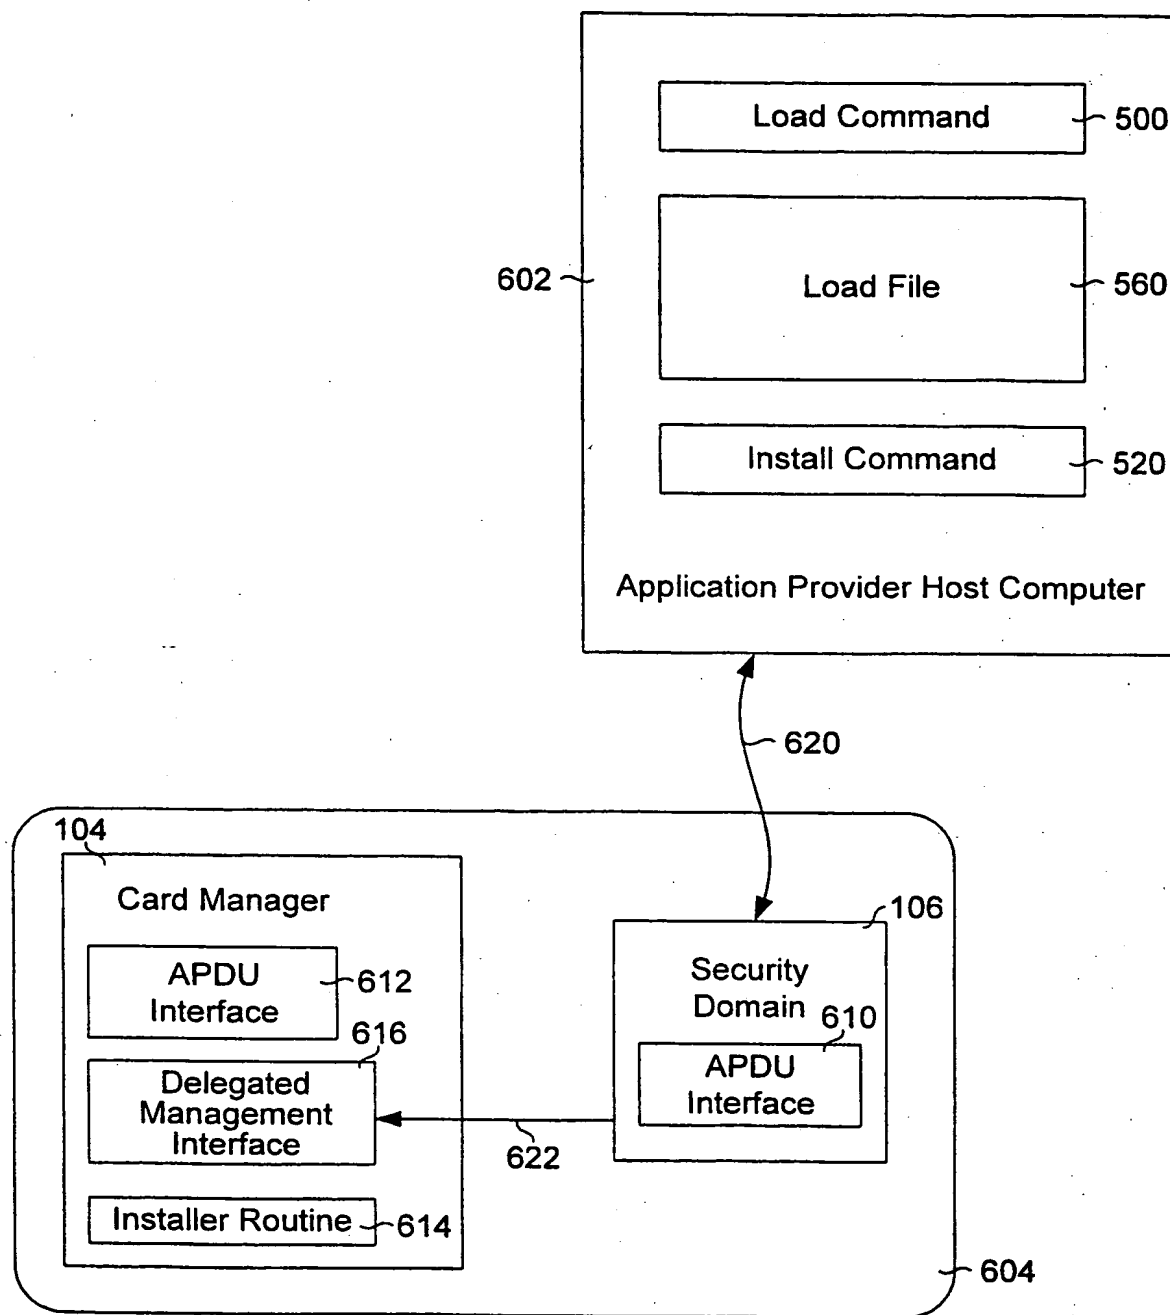 Load Command
500
602
Load File
560
Install Command
520
Application Provider Host Computer
620
104
Card Manager
106
APDU
Interface
612
Security
Domain
616
610
Delegated
Management
Interface
APDU
Interface
622
Installer Routine
614
604